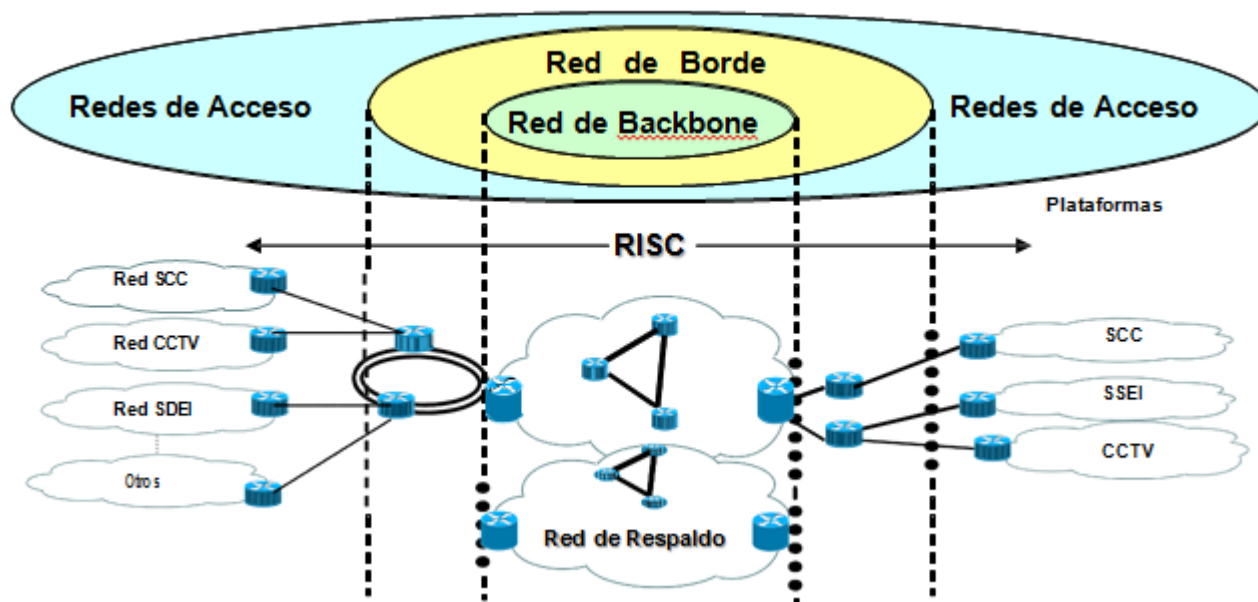 Red de Borde
Redes de Acceso
Redes de Acceso
Red de Backbone
Plataformas
RISC
Red SCC
Red CCTV
Red SDEI
Otros
SCC
SSEI
CCTV
Red de Respaldo